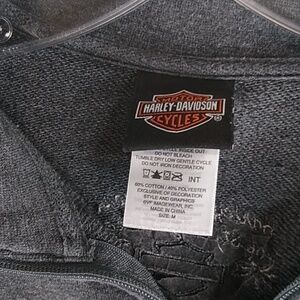 MOTOR
HARLEY-DAVIDSON
CYCLES
®
INSIDE OUT
DO NOT BLEACH
TUMBLE DRY LOW GENTLE CYCLE
DO NOT IRON DECORATION
INT
60% COTTON / 40% POLYESTER
EXCLUSIVE OF DECORATION
STYLE AND GRAPHICS
MADE IN CHINA
SIZE: M